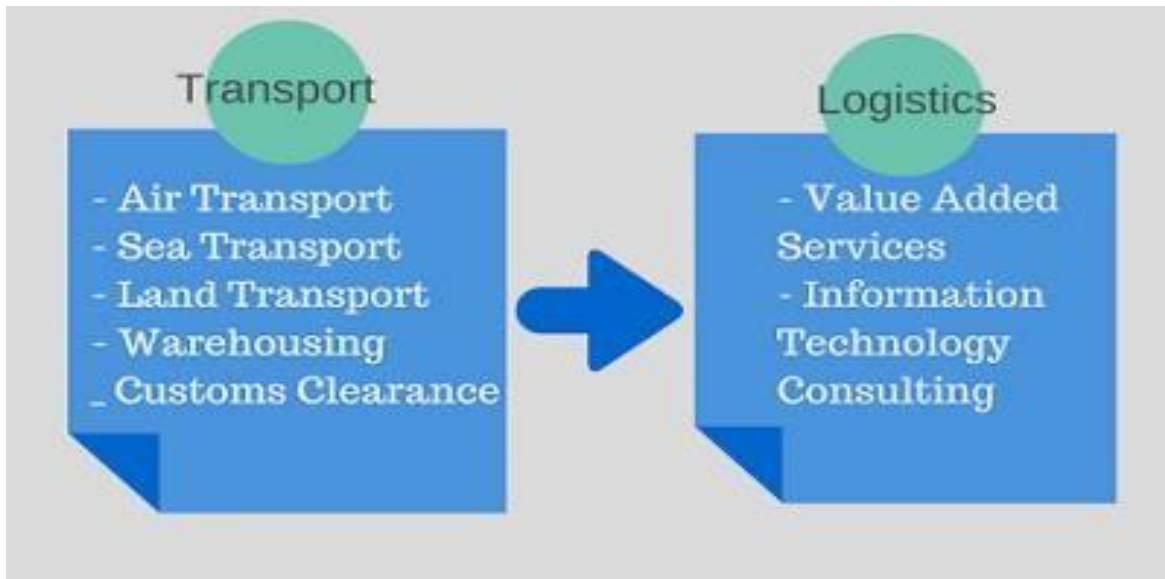 Transport
- Air Transport
- Sea Transport
- Land Transport
- Warehousing
_ Customs Clearance
Logistics
- Value Added
Services
- Information
Technology
Consulting